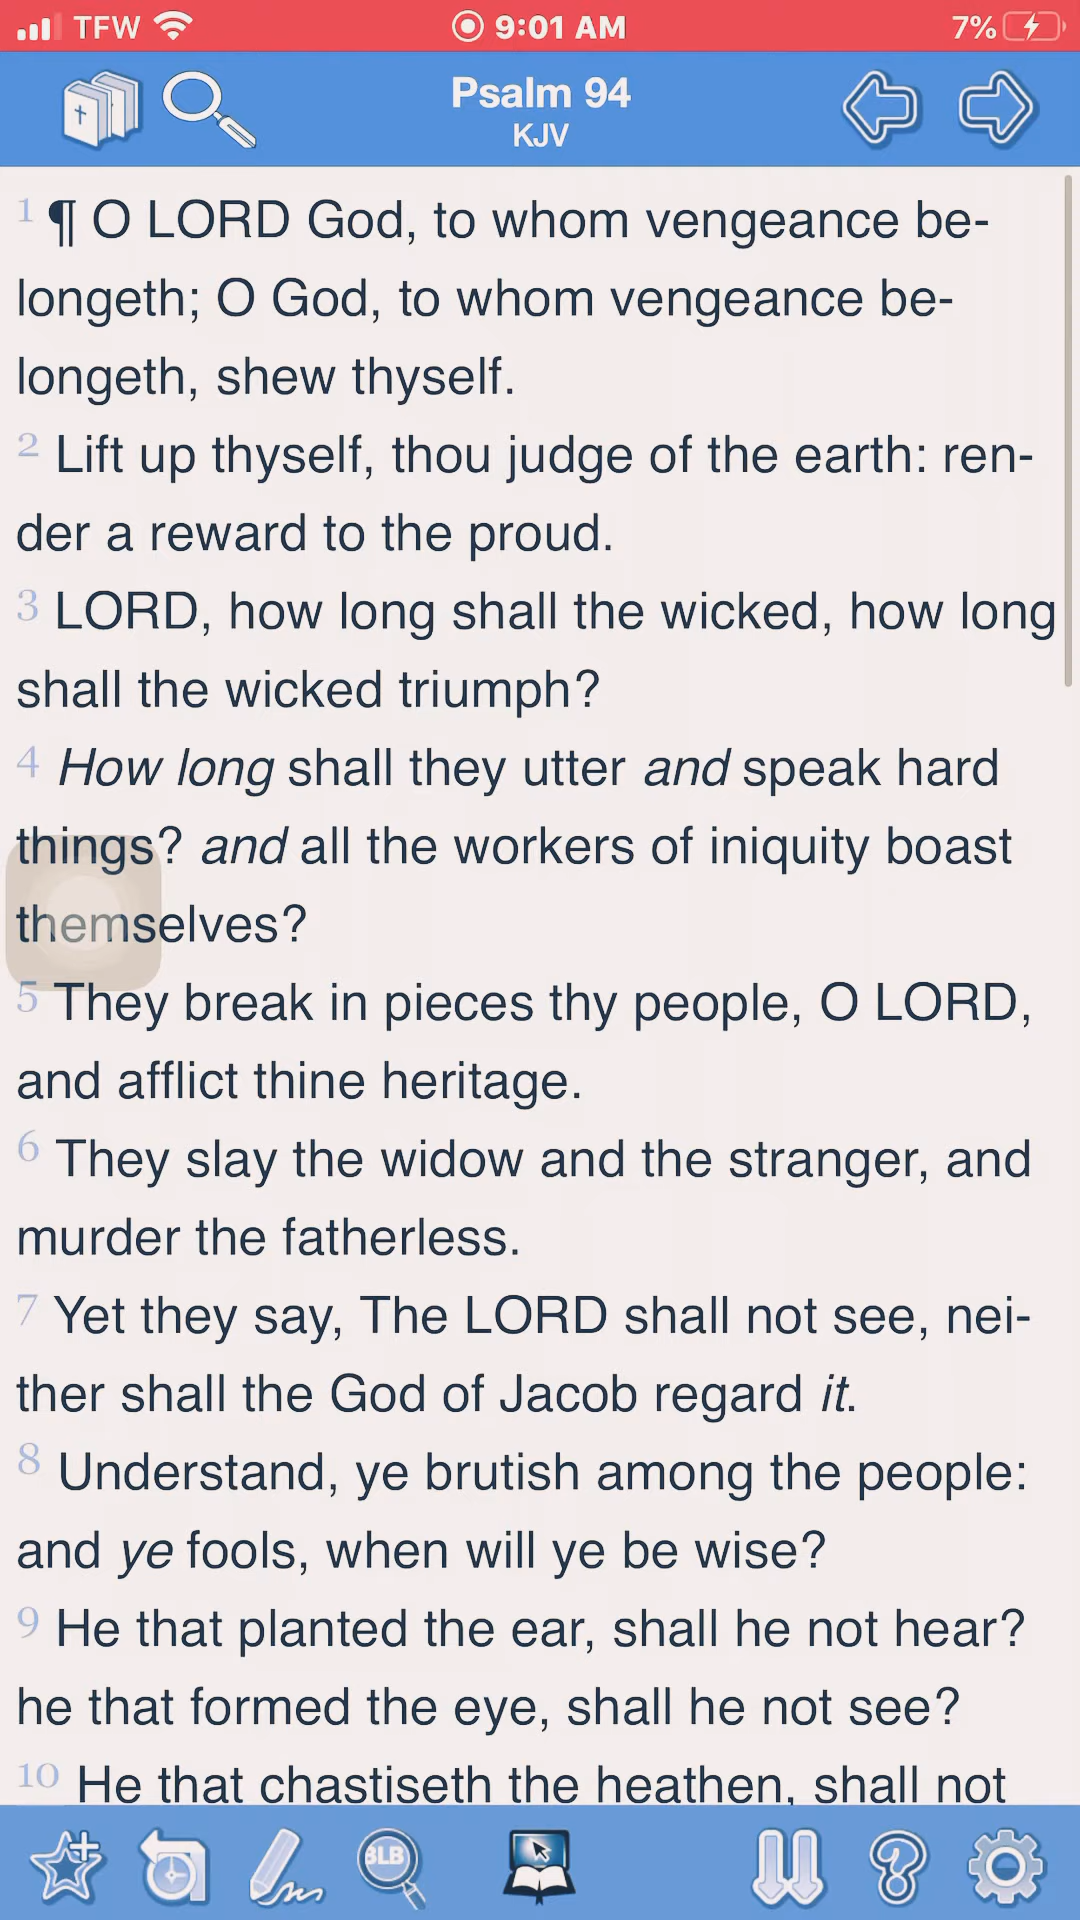 TFW 9:01 AM 7%
Psalm 94
KJV
1 ¶ O LORD God, to whom vengeance be-
longeth; O God, to whom vengeance be-
longeth, shew thyself.
2 Lift up thyself, thou judge of the earth: ren-
der a reward to the proud.
3 LORD, how long shall the wicked, how long
shall the wicked triumph?
4 How long shall they utter and speak hard
things? and all the workers of iniquity boast
themselves?
5 They break in pieces thy people, O LORD,
and afflict thine heritage.
6 They slay the widow and the stranger, and
murder the fatherless.
7 Yet they say, The LORD shall not see, nei-
ther shall the God of Jacob regard it.
8 Understand, ye brutish among the people:
and ye fools, when will ye be wise?
9 He that planted the ear, shall he not hear?
he that formed the eye, shall he not see?
10 He that chastiseth the heathen, shall not
BLB